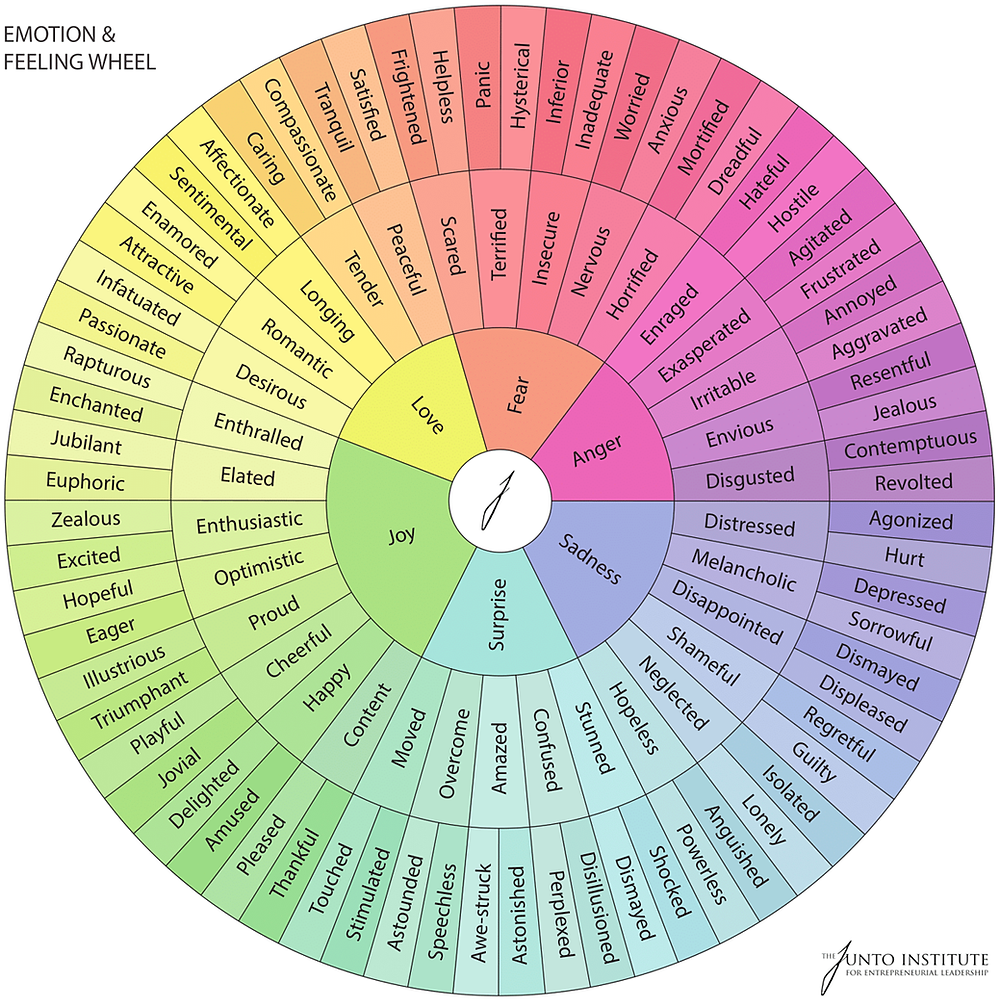 EMOTION &
FEELING WHEEL
Fear
Anger
Sadness
Surprise
Joy
Love
Scared
Terrified
Insecure
Nervous
Horrified
Enraged
Exasperated
Irritable
Envious
Disgusted
Distressed
Melancholic
Disappointed
Shameful
Neglected
Hopeless
Stunned
Confused
Amazed
Overcome
Moved
Content
Happy
Cheerful
Proud
Optimistic
Enthusiastic
Elated
Enthralled
Desirous
Romantic
Longing
Tender
Peaceful
Frightened
Helpless
Panic
Hysterical
Inferior
Inadequate
Worried
Anxious
Mortified
Dreadful
Hateful
Hostile
Agitated
Frustrated
Annoyed
Aggravated
Resentful
Jealous
Contemptuous
Revolted
Agonized
Hurt
Depressed
Sorrowful
Dismayed
Displeased
Regretful
Guilty
Isolated
Lonely
Anguished
Powerless
Shocked
Dismayed
Disillusioned
Perplexed
Astonished
Awe-struck
Speechless
Astounded
Stimulated
Touched
Thankful
Pleased
Amused
Delighted
Jovial
Playful
Triumphant
Illustrious
Eager
Hopeful
Excited
Zealous
Euphoric
Jubilant
Enchanted
Rapturous
Passionate
Infatuated
Attractive
Enamored
Sentimental
Affectionate
Caring
Compassionate
Tranquil
Satisfied
J
THE JUNTO INSTITUTE
FOR ENTREPRENEURIAL LEADERSHIP